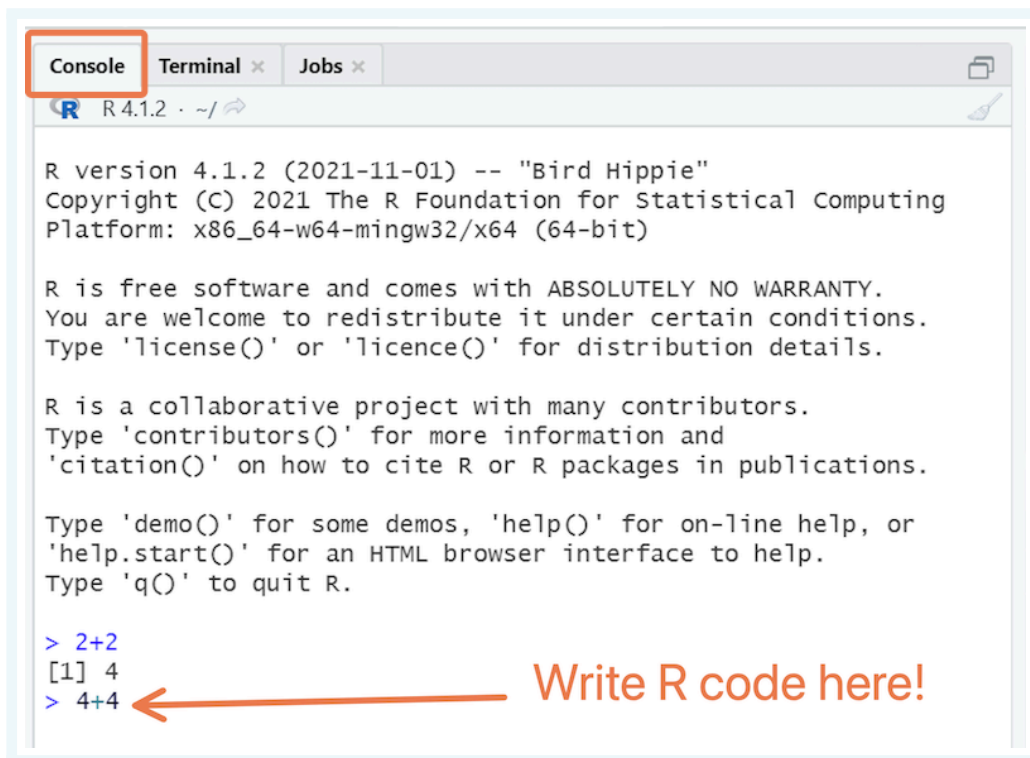 Console Terminal × Jobs ×
R R 4.1.2 · ~/
R version 4.1.2 (2021-11-01) -- "Bird Hippie"
Copyright (C) 2021 The R Foundation for Statistical Computing
Platform: x86_64-w64-mingw32/x64 (64-bit)
R is free software and comes with ABSOLUTELY NO WARRANTY.
You are welcome to redistribute it under certain conditions.
Type 'license()' or 'licence()' for distribution details.
R is a collaborative project with many contributors.
Type 'contributors()' for more information and
'citation()' on how to cite R or R packages in publications.
Type 'demo()' for some demos, 'help()' for on-line help, or
'help.start()' for an HTML browser interface to help.
Type 'q()' to quit R.
> 2+2
[1] 4
> 4+4
Write R code here!